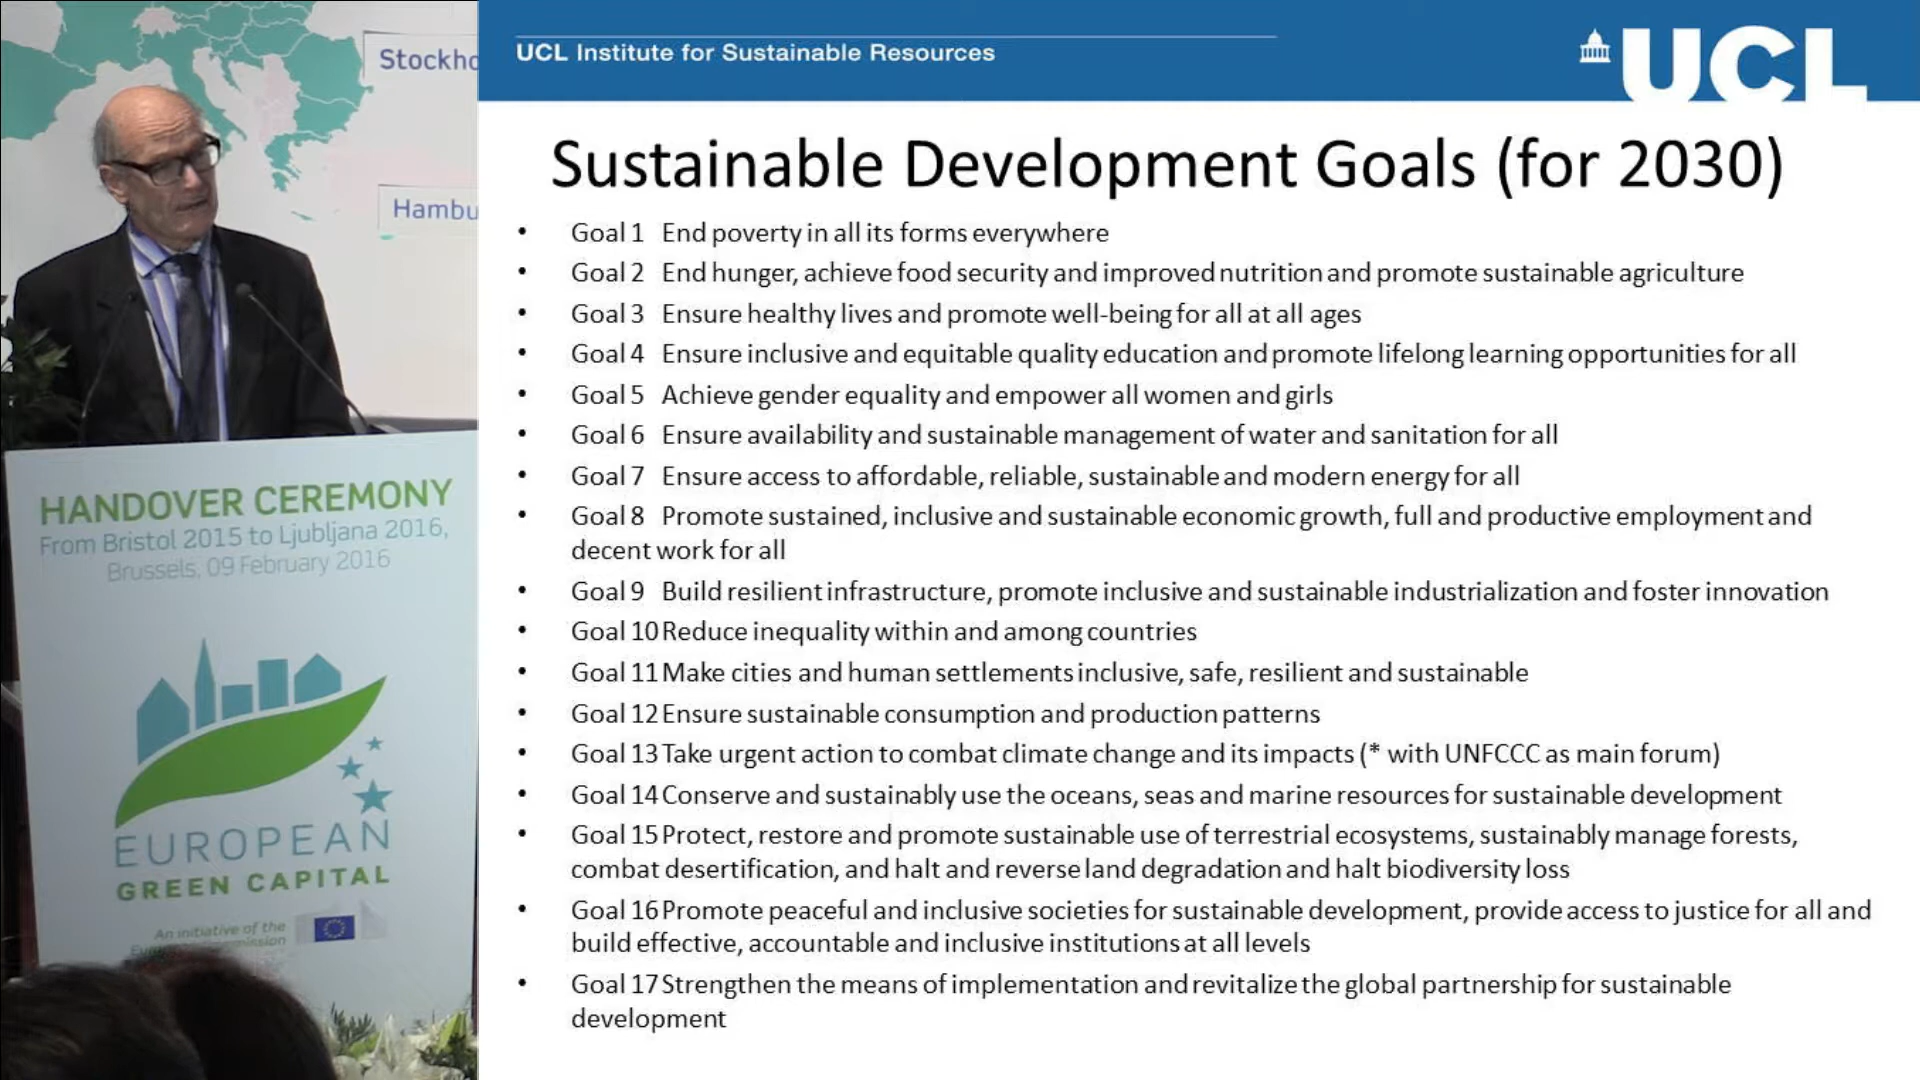 Stockho
Hambu
HANDOVER CEREMONY
From Bristol 2015 to Ljubljana 2016,
Brussels, 09 February 2016
EUROPEAN
GREEN CAPITAL
An initiative of the
UCL Institute for Sustainable Resources
UCL
Sustainable Development Goals (for 2030)
• Goal 1 End poverty in all its forms everywhere
• Goal 2 End hunger, achieve food security and improved nutrition and promote sustainable agriculture
• Goal 3 Ensure healthy lives and promote well-being for all at all ages
• Goal 4 Ensure inclusive and equitable quality education and promote lifelong learning opportunities for all
• Goal 5 Achieve gender equality and empower all women and girls
• Goal 6 Ensure availability and sustainable management of water and sanitation for all
• Goal 7 Ensure access to affordable, reliable, sustainable and modern energy for all
• Goal 8 Promote sustained, inclusive and sustainable economic growth, full and productive employment and
decent work for all
• Goal 9 Build resilient infrastructure, promote inclusive and sustainable industrialization and foster innovation
• Goal 10 Reduce inequality within and among countries
• Goal 11 Make cities and human settlements inclusive, safe, resilient and sustainable
• Goal 12 Ensure sustainable consumption and production patterns
• Goal 13 Take urgent action to combat climate change and its impacts (* with UNFCCC as main forum)
• Goal 14 Conserve and sustainably use the oceans, seas and marine resources for sustainable development
• Goal 15 Protect, restore and promote sustainable use of terrestrial ecosystems, sustainably manage forests,
combat desertification, and halt and reverse land degradation and halt biodiversity loss
• Goal 16 Promote peaceful and inclusive societies for sustainable development, provide access to justice for all and
build effective, accountable and inclusive institutions at all levels
• Goal 17 Strengthen the means of implementation and revitalize the global partnership for sustainable
development